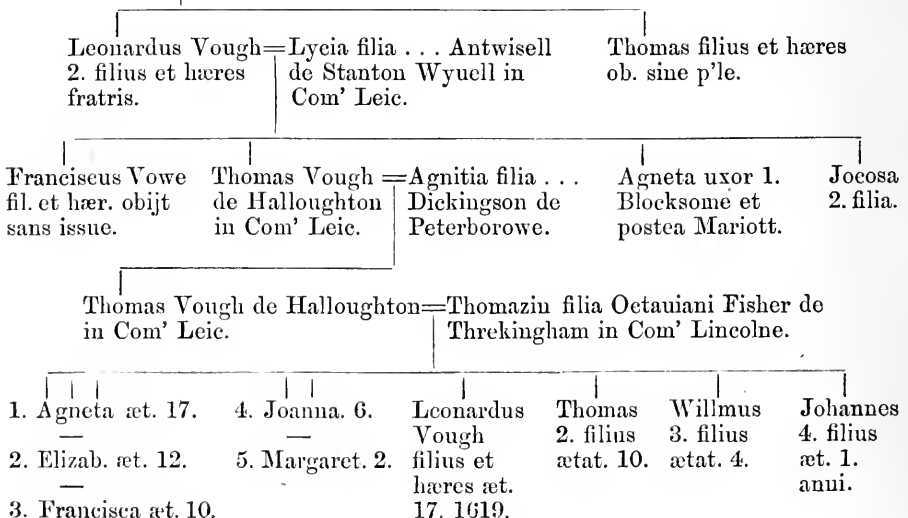 Leonardus Vough=Lycia filia . . . Antwisell
2. filius et hæres de Stanton Wyuell in
fratris. Com' Leic.
Thomas filius et hæres
ob. sine p'le.
Franciscus Vowe
fil. et hær. obijt
sans issue.
Thomas Vough =Agnitia filia . . .
de Halloughton Dickingson de
in Com' Leic. Peterborowe.
Agneta uxor 1.
Blocksome et
postea Mariott.
Jocosa
2. filia.
Thomas Vough de Halloughton=Thomazin filia Octauiani Fisher de
in Com' Leic. Threkingham in Com' Lincolne.
1. Agneta æt. 17.
2. Elizab. æt. 12.
3. Francisca æt. 10.
4. Joanna. 6.
5. Margaret. 2.
Leonardus
Vough
filius et
hæres æt.
17. 1619.
Thomas
2. filius
ætat. 10.
Willmus
3. filius
ætat. 4.
Johannes
4. filius
æt. 1.
anni.